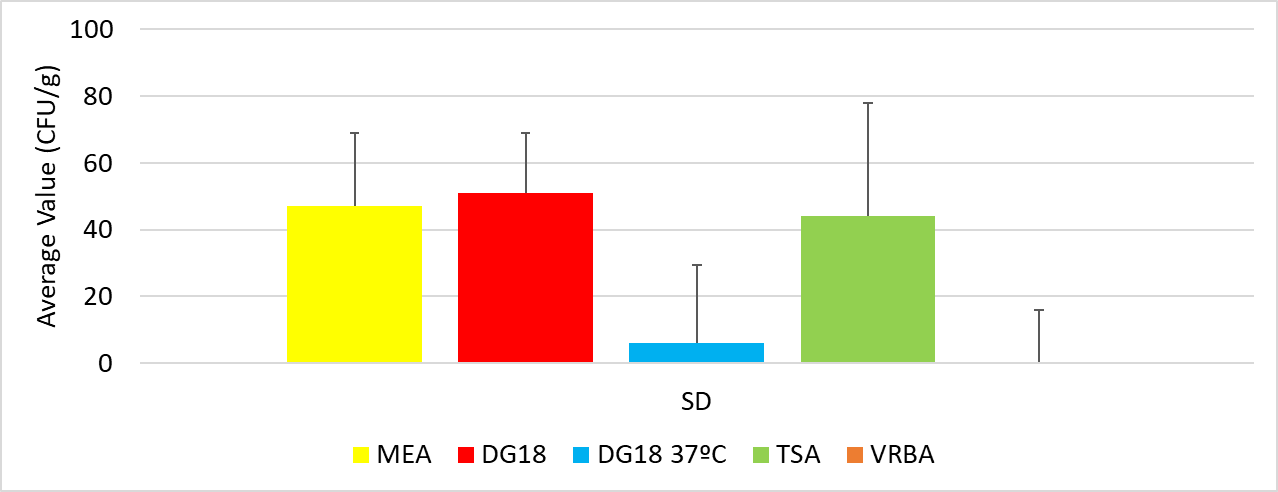 Average Value (CFU/g)
100
80
60
40
20
0
SD
MEA DG18 DG18 37ºC TSA VRBA